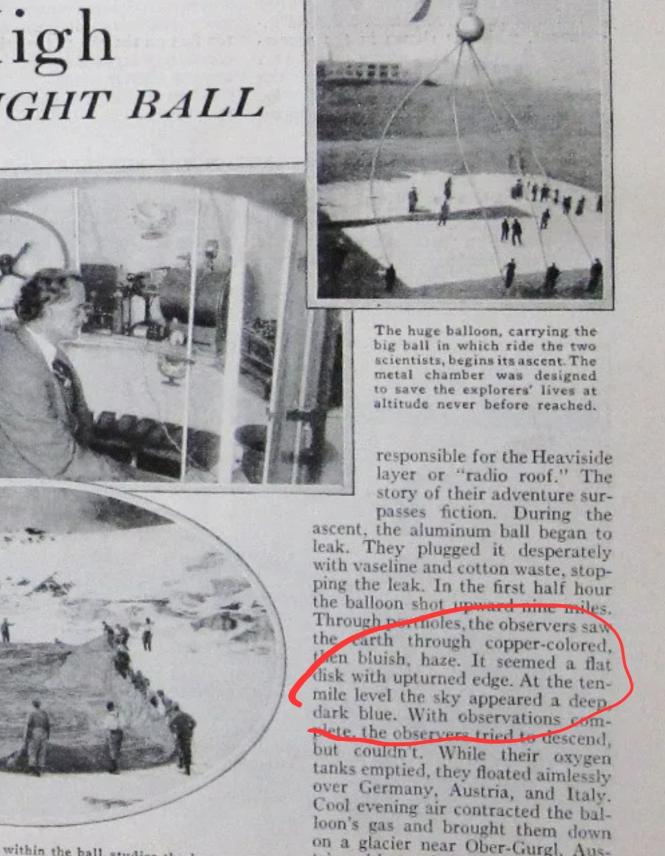 High
IGHT BALL
The huge balloon, carrying the
big ball in which ride the two
scientists, begins its ascent. The
metal chamber was designed
to save the explorers' lives at
altitude never before reached.
responsible for the Heaviside
layer or "radio roof." The
story of their adventure sur-
passes fiction. During the
ascent, the aluminum ball began to
leak. They plugged it desperately
with vaseline and cotton waste, stop-
ping the leak. In the first half hour
the balloon shot upward nine miles.
Through portholes, the observers saw
the earth through copper-colored,
then bluish, haze. It seemed a flat
disk with upturned edge. At the ten-
mile level the sky appeared a deep
dark blue. With observations com-
plete, the observers tried to descend,
but couldn't. While their oxygen
tanks emptied, they floated aimlessly
over Germany, Austria, and Italy.
Cool evening air contracted the bal-
loon's gas and brought them down
on a glacier near Ober-Gurgl, Aus-
within the ball studies